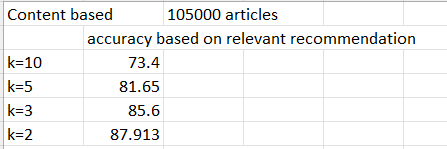 Content based 105000 articles
accuracy based on relevant recommendation
k=10 73.4
k=5 81.65
k=3 85.6
k=2 87.913